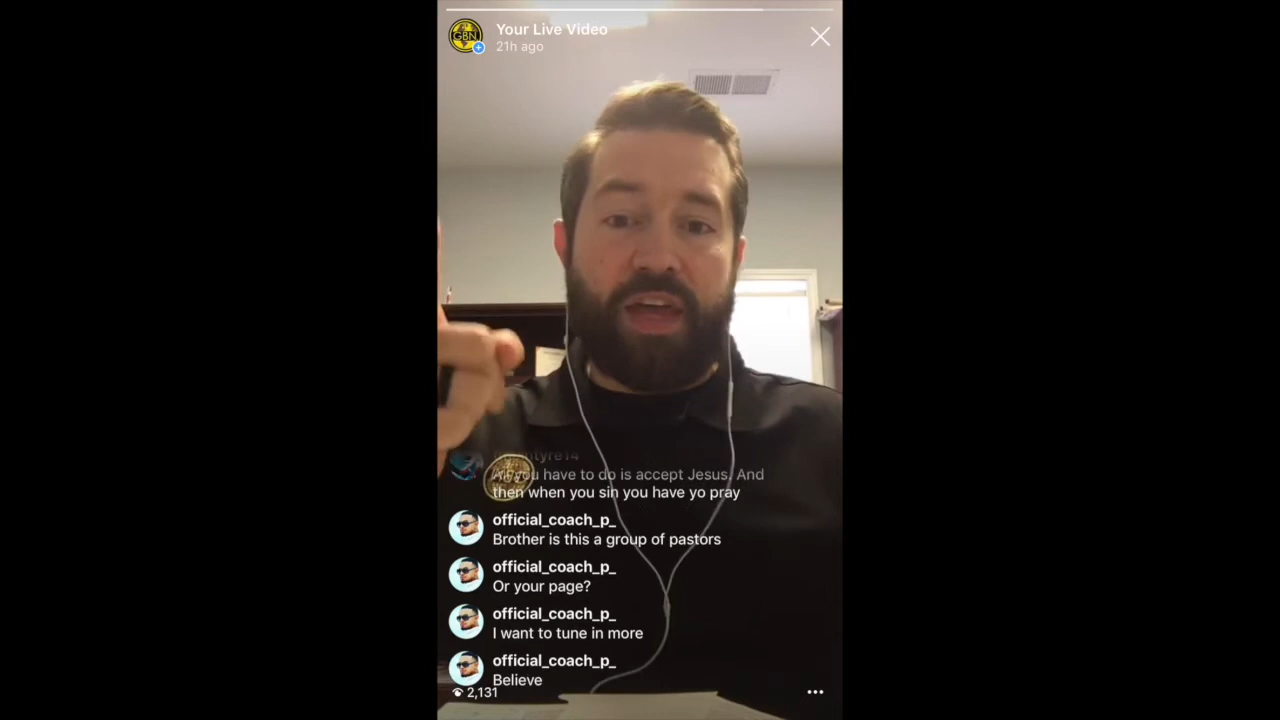 GBN
Your Live Video
21h ago
you have to do is accept Jesus. And
then when you sin you have yo pray
official_coach_p_
Brother is this a group of pastors
official_coach_p_
Or your page?
official_coach_p_
I want to tune in more
official_coach_p_
Believe
2,131